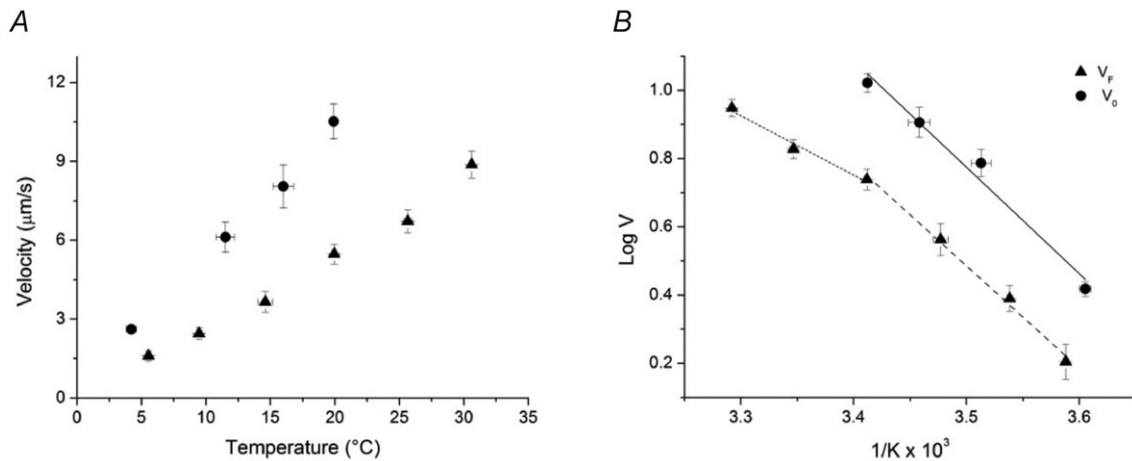 A
Velocity (μm/s)
12
9
6
3
0
0 5 10 15 20 25 30 35
Temperature (°C)
B
Log V
1.0
0.8
0.6
0.4
0.2
3.3 3.4 3.5 3.6
1/K x 10³
V_F
V_0